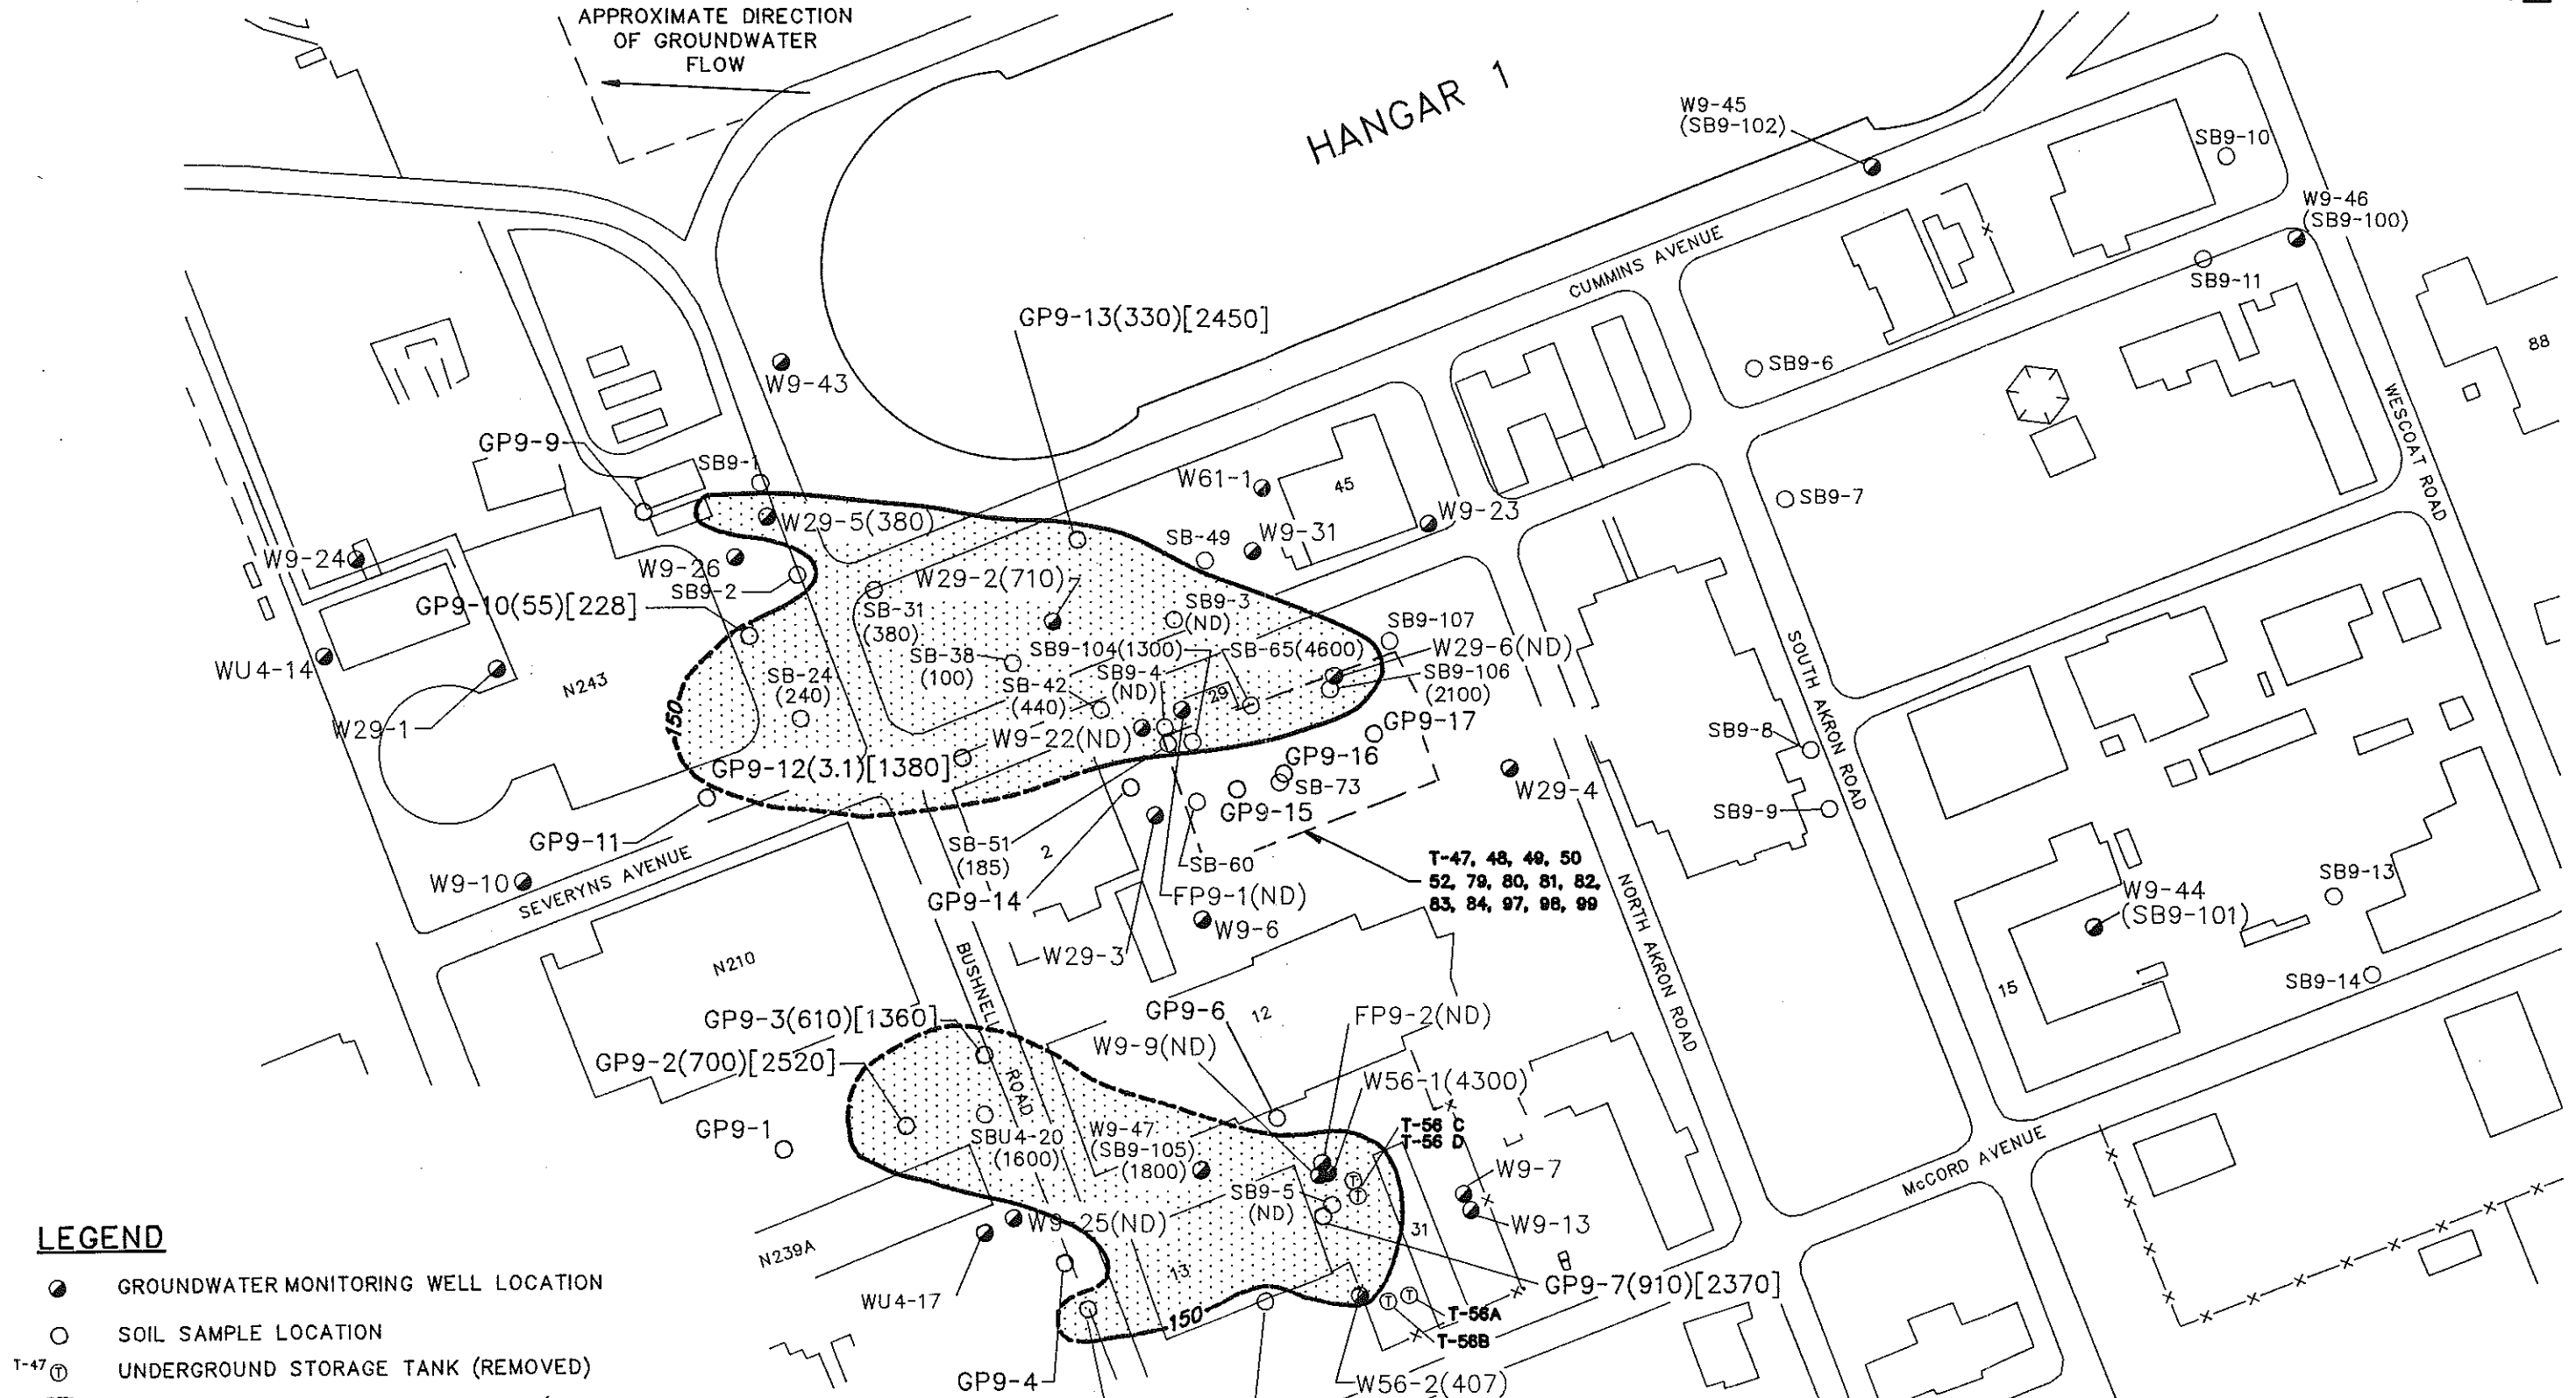 APPROXIMATE DIRECTION
OF GROUNDWATER
FLOW
HANGAR 1
W9-45
(SB9-102)
SB9-10
W9-46
(SB9-100)
SB9-11
CUMMINS AVENUE
GP9-13(330)[2450]
88
SB9-6
W9-43
WESCOAT ROAD
GP9-9
SB9-1
W61-1
45
SB9-7
W9-23
W29-5(380)
SB-49
W9-31
W9-24
W9-26
SB9-2
W29-2(710)
GP9-10(55)[228]
SB-31
(380)
SB9-3
(ND)
SB9-107
SB9-104(1300)
SB-65(4600)
W29-6(ND)
WU4-14
SB-38
(100)
SB9-4
(ND)
SB9-106
(2100)
N243
SB-24
(240)
SB-42
(440)
29
SOUTH AKRON ROAD
150
W29-1
W9-22(ND)
GP9-17
SB9-8
GP9-12(3.1)[1380]
GP9-16
SB-73
W29-4
GP9-15
SB9-9
GP9-11
SB-51
(185)
2
SB-60
T-47, 48, 49, 50
52, 79, 80, 81, 82,
83, 84, 97, 98, 99
W9-10
SEVERYNS AVENUE
GP9-14
FP9-1(ND)
SB9-13
W9-44
(SB9-101)
W9-6
NORTH AKRON ROAD
W29-3
N210
BUSHNELL ROAD
SB9-14
15
GP9-3(610)[1360]
GP9-6
12
FP9-2(ND)
W9-9(ND)
GP9-2(700)[2520]
W56-1(4300)
GP9-1
SBU4-20
(1600)
W9-47
(SB9-105)
(1800)
T-56 C
T-56 D
McCORD AVENUE
W9-7
SB9-5
(ND)
W9-25(ND)
W9-13
31
N239A
13
GP9-7(910)[2370]
WU4-17
150
T-56A
T-56B
GP9-4
W56-2(407)
LEGEND
GROUNDWATER MONITORING WELL LOCATION
SOIL SAMPLE LOCATION
T-47 T UNDERGROUND STORAGE TANK (REMOVED)